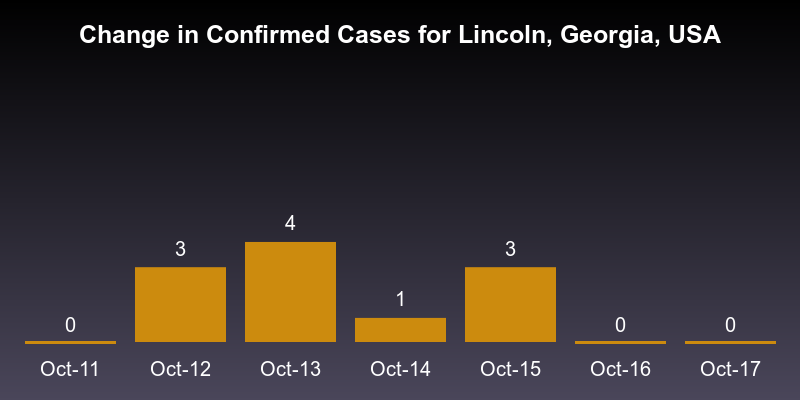 Change in Confirmed Cases for Lincoln, Georgia, USA
0 3 4 1 3 0 0
Oct-11 Oct-12 Oct-13 Oct-14 Oct-15 Oct-16 Oct-17